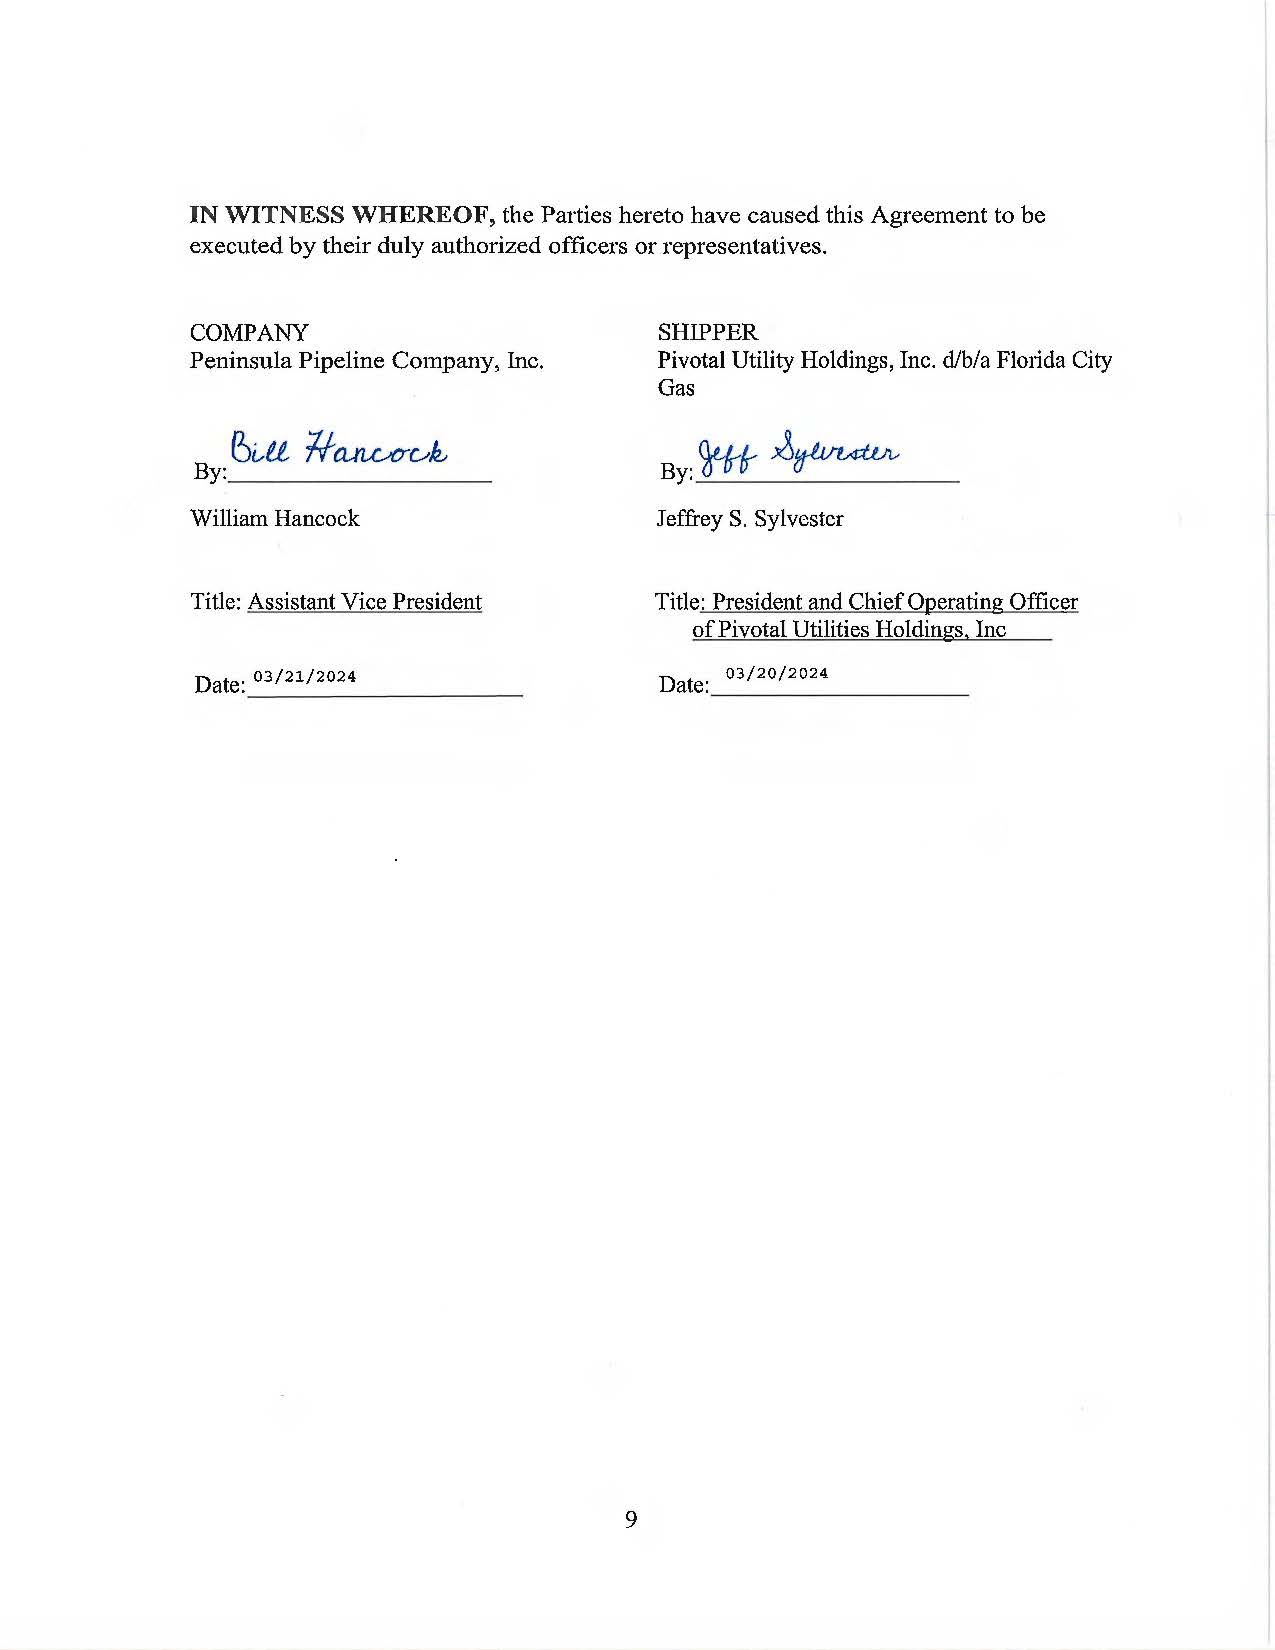 IN WITNESS WHEREOF, the Parties hereto have caused this Agreement to be
executed by their duly authorized officers or representatives.
COMPANY
Peninsula Pipeline Company, Inc.
By: Bill Hancock
William Hancock
Title: Assistant Vice President
Date: 03/21/2024
SHIPPER
Pivotal Utility Holdings, Inc. d/b/a Florida City
Gas
By: Jeff Sylvester
Jeffrey S. Sylvester
Title: President and Chief Operating Officer
of Pivotal Utilities Holdings, Inc
Date: 03/20/2024
9